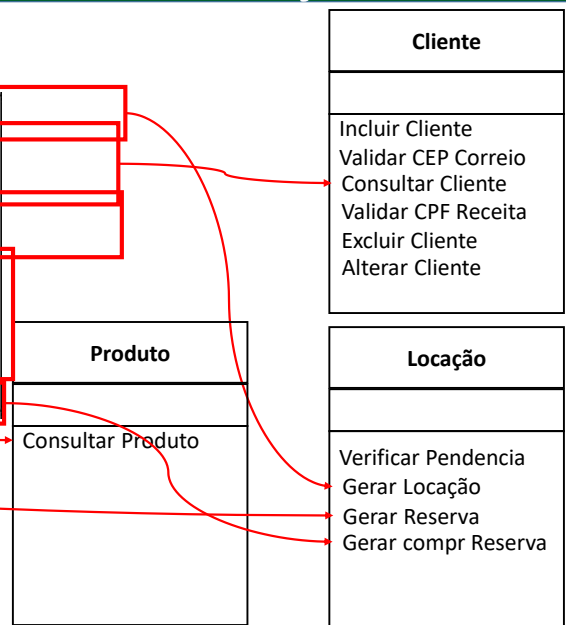 Cliente
Incluir Cliente
Validar CEP Correio
Consultar Cliente
Validar CPF Receita
Excluir Cliente
Alterar Cliente
Produto
Consultar Produto
Locação
Verificar Pendencia
Gerar Locação
Gerar Reserva
Gerar compr Reserva